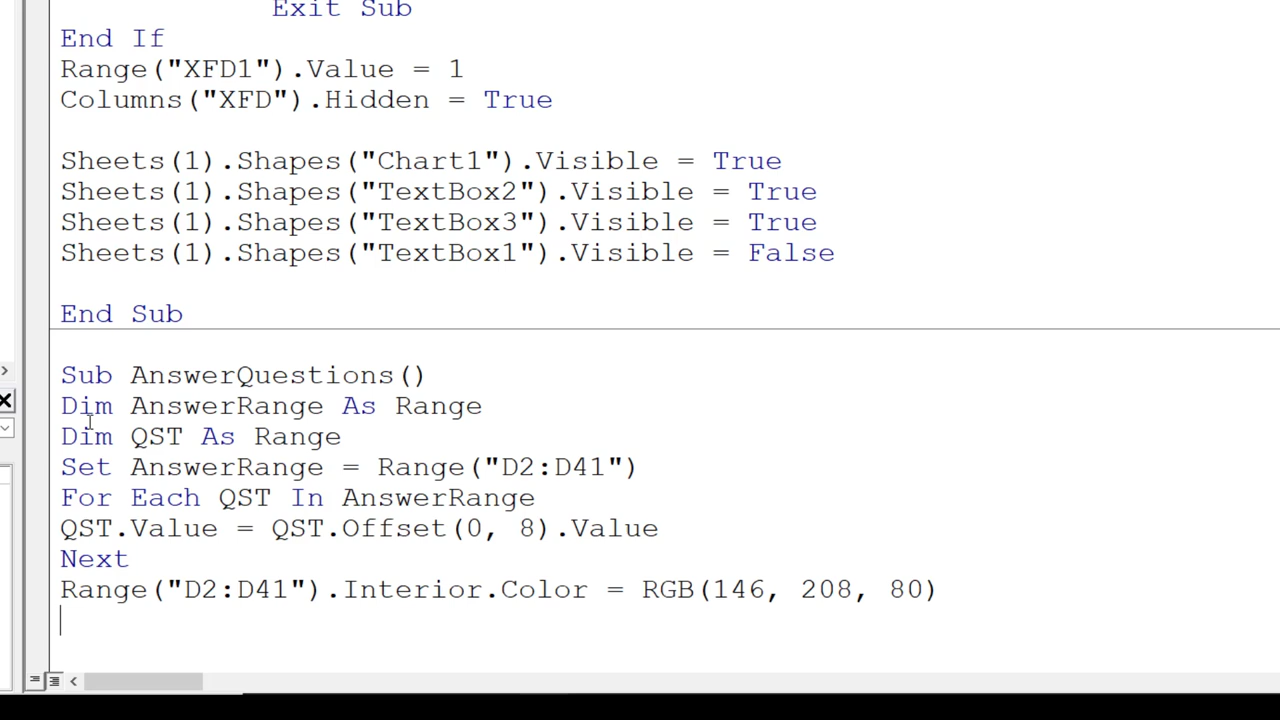 Exit Sub
End If
Range("XFD1").Value = 1
Columns("XFD").Hidden = True
Sheets(1).Shapes("Chart1").Visible = True
Sheets(1).Shapes("TextBox2").Visible = True
Sheets(1).Shapes("TextBox3").Visible = True
Sheets(1).Shapes("TextBox1").Visible = False
End Sub
Sub AnswerQuestions()
Dim AnswerRange As Range
Dim QST As Range
Set AnswerRange = Range("D2:D41")
For Each QST In AnswerRange
QST.Value = QST.Offset(0, 8).Value
Next
Range("D2:D41").Interior.Color = RGB(146, 208, 80)